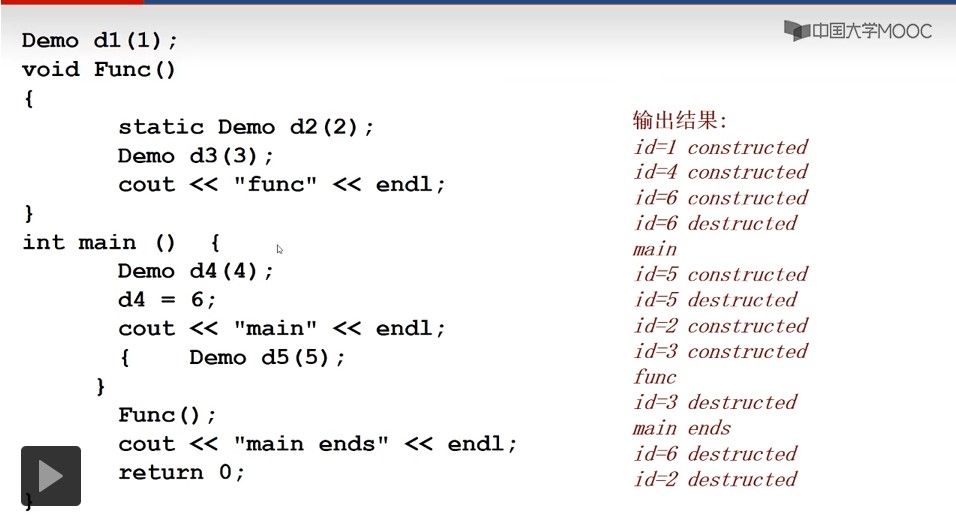 中国大学MOOC
Demo d1(1);
void Func()
{
static Demo d2(2);
Demo d3(3);
cout << "func" << endl;
}
int main () {
Demo d4(4);
d4 = 6;
cout << "main" << endl;
{ Demo d5(5);
}
Func();
cout << "main ends" << endl;
return 0;
}
输出结果:
id=1 constructed
id=4 constructed
id=6 constructed
id=6 destructed
main
id=5 constructed
id=5 destructed
id=2 constructed
id=3 constructed
func
id=3 destructed
main ends
id=6 destructed
id=2 destructed